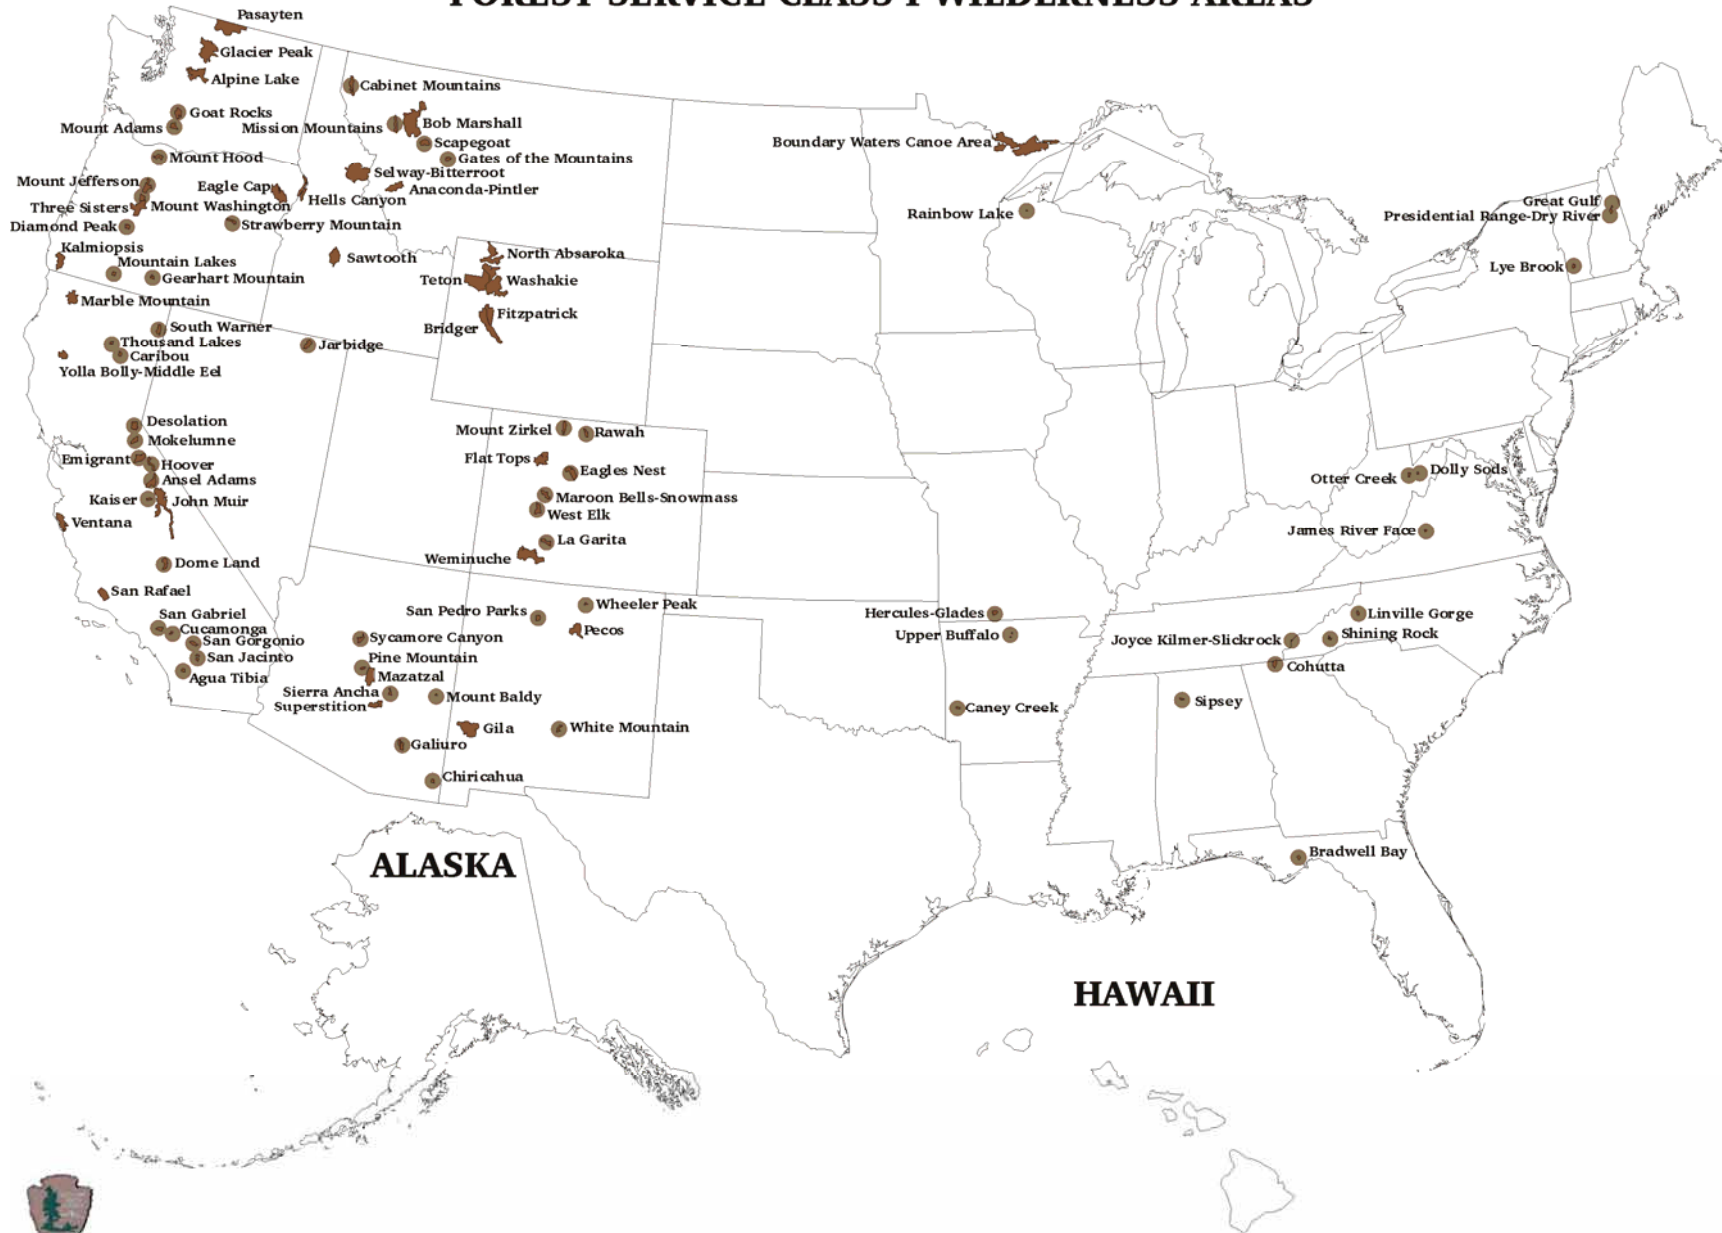 FOREST SERVICE CLASS I WILDERNESS AREAS
Pasayten
Glacier Peak
Alpine Lake
Goat Rocks
Mount Adams
Mount Hood
Mount Jefferson
Three Sisters
Mount Washington
Diamond Peak
Eagle Cap
Hells Canyon
Strawberry Mountain
Kalmiopsis
Mountain Lakes
Gearhart Mountain
Cabinet Mountains
Mission Mountains
Bob Marshall
Scapegoat
Gates of the Mountains
Selway-Bitterroot
Anaconda-Pintler
Sawtooth
North Absaroka
Teton
Washakie
Fitzpatrick
Bridger
Marble Mountain
South Warner
Thousand Lakes
Caribou
Yolla Bolly-Middle Eel
Jarbidge
Desolation
Mokelumne
Emigrant
Hoover
Ansel Adams
Kaiser
John Muir
Ventana
Dome Land
San Rafael
San Gabriel
Cucamonga
San Gorgonio
San Jacinto
Agua Tibia
Mount Zirkel
Rawah
Flat Tops
Eagles Nest
Maroon Bells-Snowmass
West Elk
La Garita
Weminuche
San Pedro Parks
Wheeler Peak
Pecos
Sycamore Canyon
Pine Mountain
Mazatzal
Sierra Ancha
Superstition
Mount Baldy
Gila
White Mountain
Galiuro
Chiricahua
Boundary Waters Canoe Area
Rainbow Lake
Great Gulf
Presidential Range-Dry River
Lye Brook
Otter Creek
Dolly Sods
James River Face
Hercules-Glades
Upper Buffalo
Caney Creek
Linville Gorge
Shining Rock
Joyce Kilmer-Slickrock
Cohutta
Sipsey
Bradwell Bay
ALASKA
HAWAII